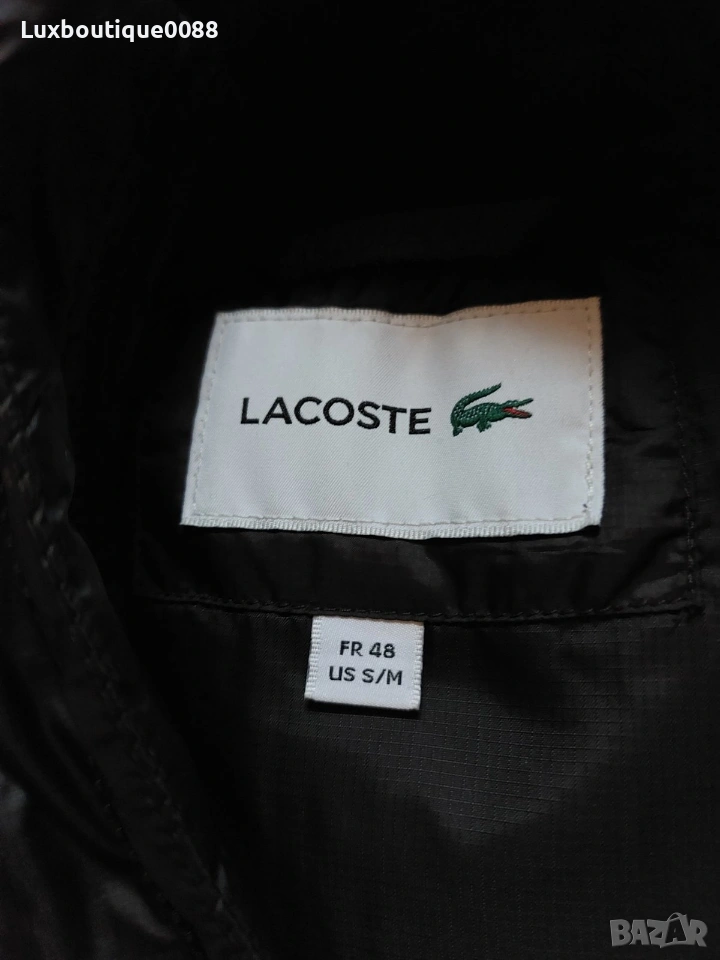 Luxboutique0088
LACOSTE
FR 48
US S/M
BAZAR